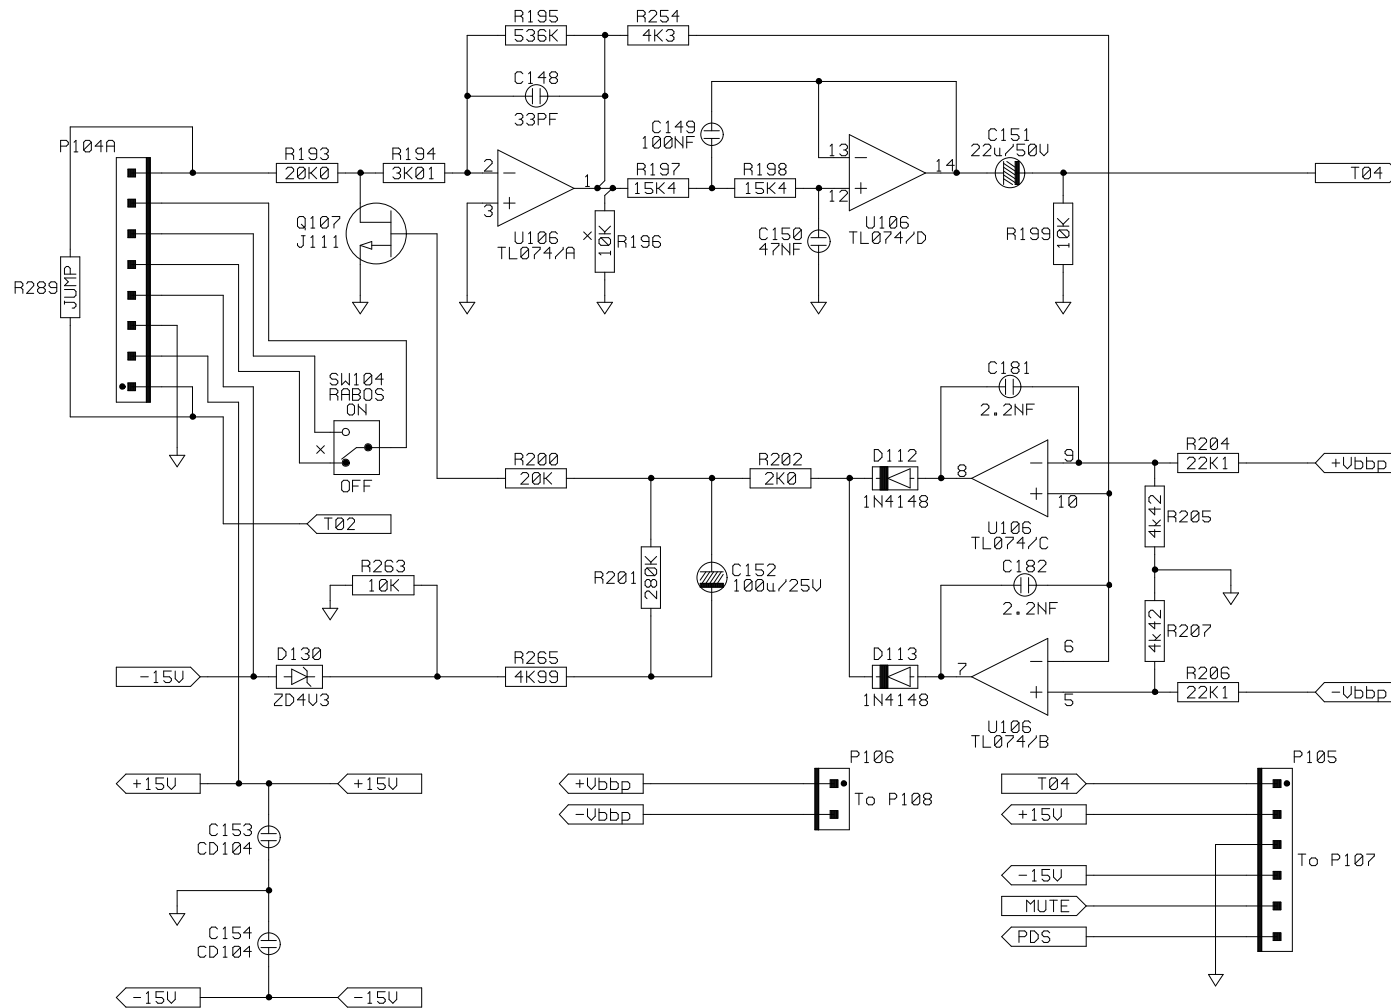 R195
536K
R254
4K3
C148
33PF
P104A
R193
20K0
R194
3K01
2
3
1
U106
TL074/A
Q107
J111
R289
JUMP
x
10K
R196
R197
15K4
C149
100NF
R198
15K4
C150
47NF
13
12
14
U106
TL074/D
C151
22u/50V
R199
10K
T04
SW104
RABOS
ON
x
OFF
T02
R200
20K
R202
2K0
D112
1N4148
C181
2.2NF
8
9
10
U106
TL074/C
R204
22K1
+Vbbp
4k42
R205
R263
10K
R201
280K
C152
100u/25V
C182
2.2NF
4k42
R207
-15V
D130
ZD4V3
R265
4K99
D113
1N4148
7
6
5
U106
TL074/B
R206
22K1
-Vbbp
+15V
+15V
C153
CD104
C154
CD104
-15V
-15V
+Vbbp
-Vbbp
P106
To P108
P105
T04
+15V
-15V
MUTE
PDS
To P107